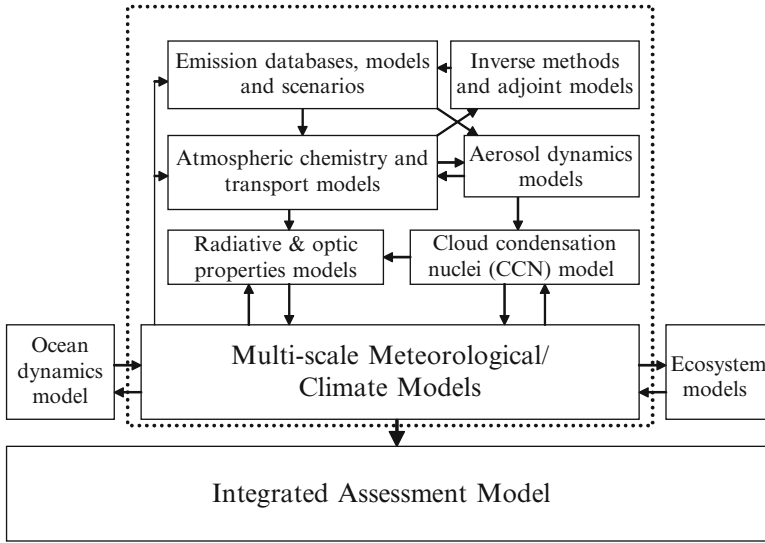 Emission databases, models
and scenarios
Inverse methods
and adjoint models
Atmospheric chemistry and
transport models
Aerosol dynamics
models
Radiative & optic
properties models
Cloud condensation
nuclei (CCN) model
Ocean
dynamics
model
Multi-scale Meteorological/
Climate Models
Ecosystem
models
Integrated Assessment Model